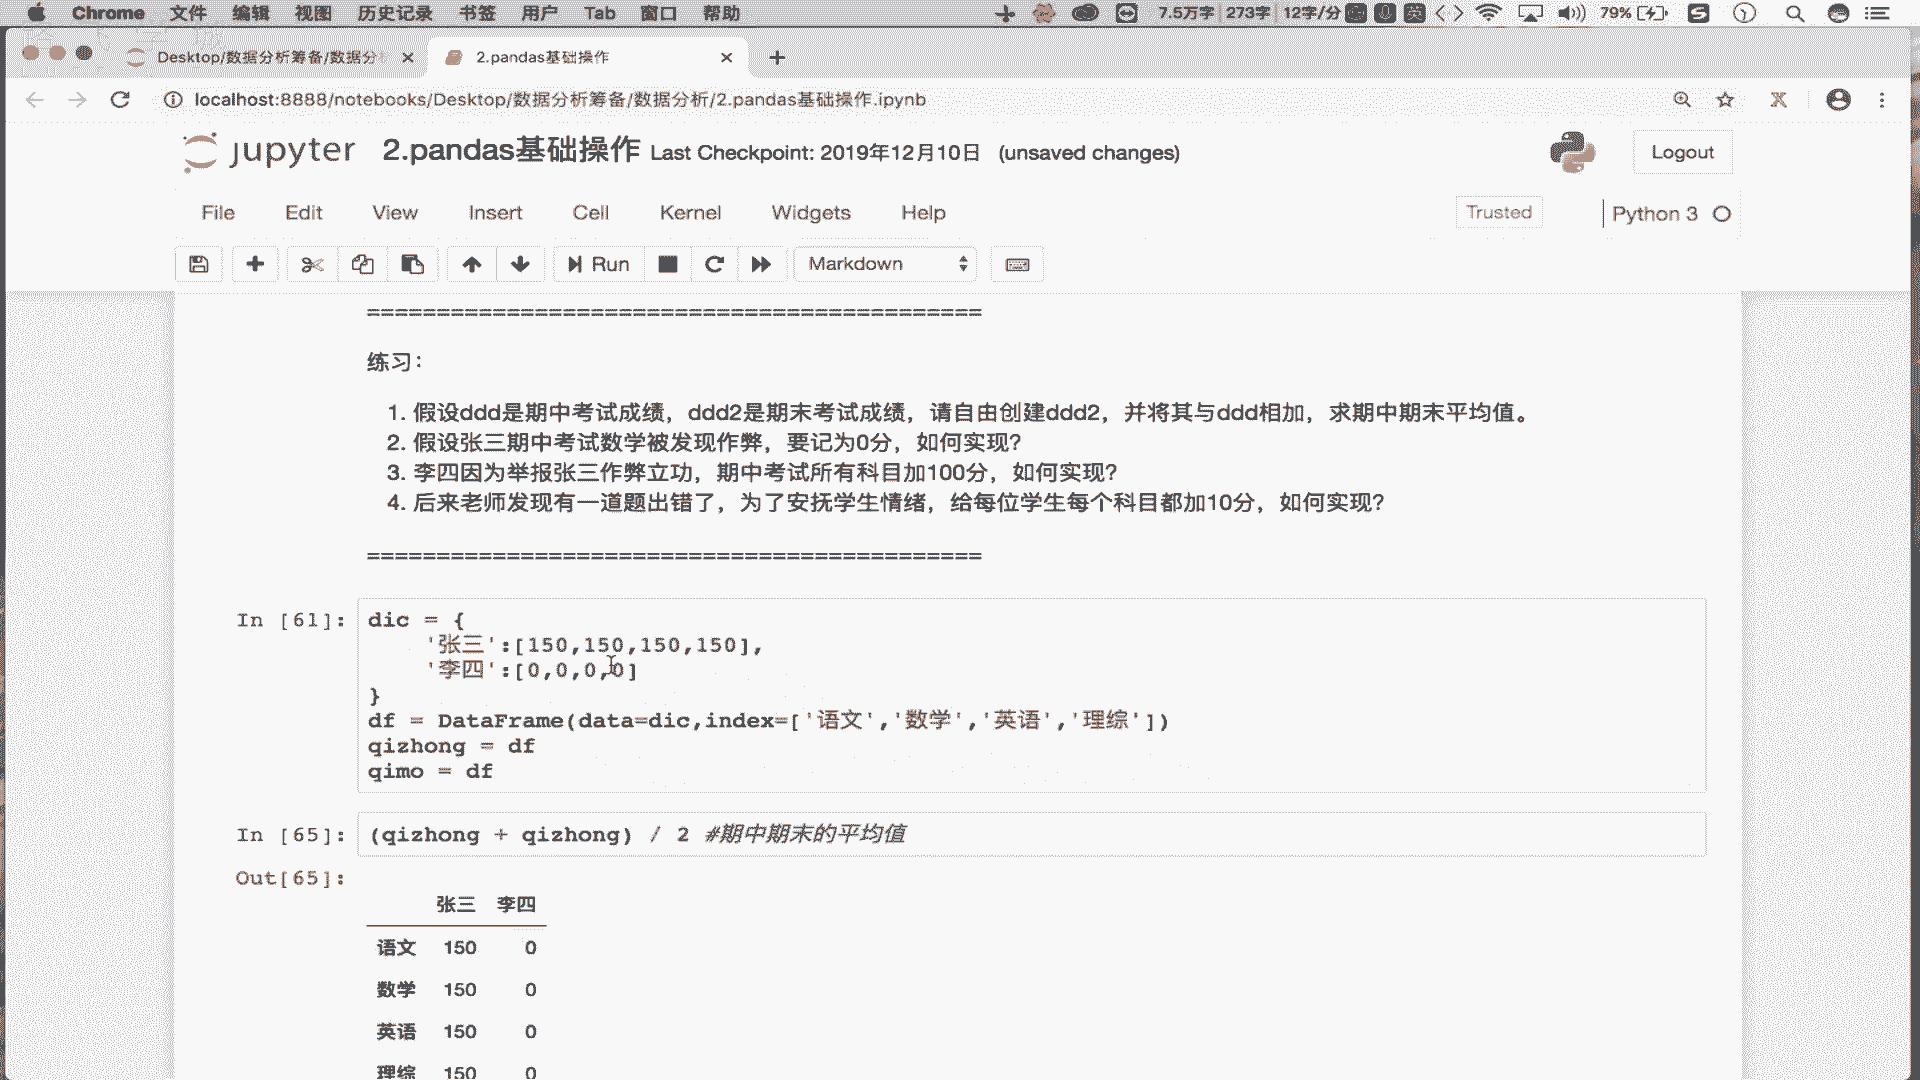 Chrome 文件 编辑 视图 历史记录 书签 用户 Tab 窗口 帮助 7.5万字 273字 12字/分 英 79%
Desktop/数据分析筹备/数据分 2.pandas基础操作
localhost:8888/notebooks/Desktop/数据分析筹备/数据分析/2.pandas基础操作.ipynb
jupyter 2.pandas基础操作 Last Checkpoint: 2019年12月10日 (unsaved changes) Logout
File Edit View Insert Cell Kernel Widgets Help Trusted Python 3
Run Markdown
============================================
练习：
1. 假设ddd是期中考试成绩，ddd2是期末考试成绩，请自由创建ddd2，并将其与ddd相加，求期中期末平均值。
2. 假设张三期中考试数学被发现作弊，要记为0分，如何实现？
3. 李四因为举报张三作弊立功，期中考试所有科目加100分，如何实现？
4. 后来老师发现有一道题出错了，为了安抚学生情绪，给每位学生每个科目都加10分，如何实现？
============================================
In [61]: dic = {
'张三':[150,150,150,150],
'李四':[0,0,0,0]
}
df = DataFrame(data=dic,index=['语文','数学','英语','理综'])
qizhong = df
qimo = df
In [65]: (qizhong + qizhong) / 2 #期中期末的平均值
Out[65]:
张三 李四
语文 150 0
数学 150 0
英语 150 0
理综 150 0